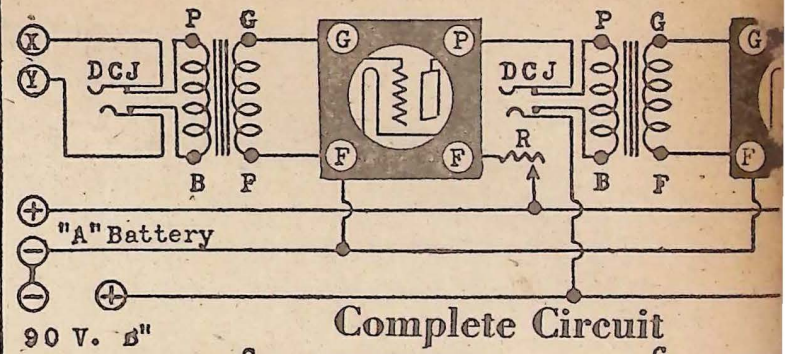 P G P G
X G P G
Y DCJ DCJ
R
F F F
B F B F
+
"A" Battery
−
− +
90 V. B"
Complete Circuit